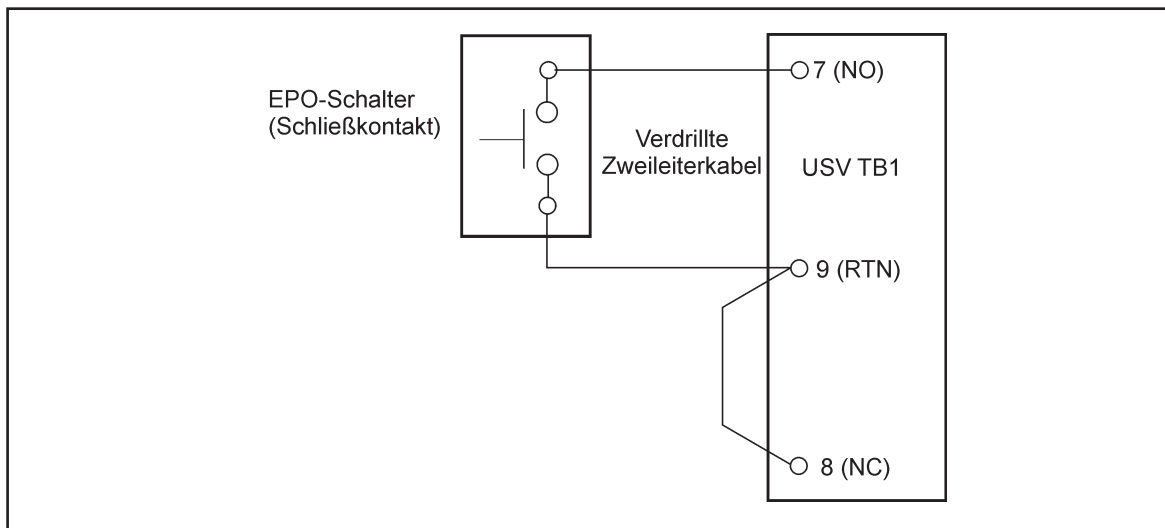 EPO-Schalter
(Schließkontakt)
Verdrillte
Zweileiterkabel
7 (NO)
USV TB1
9 (RTN)
8 (NC)